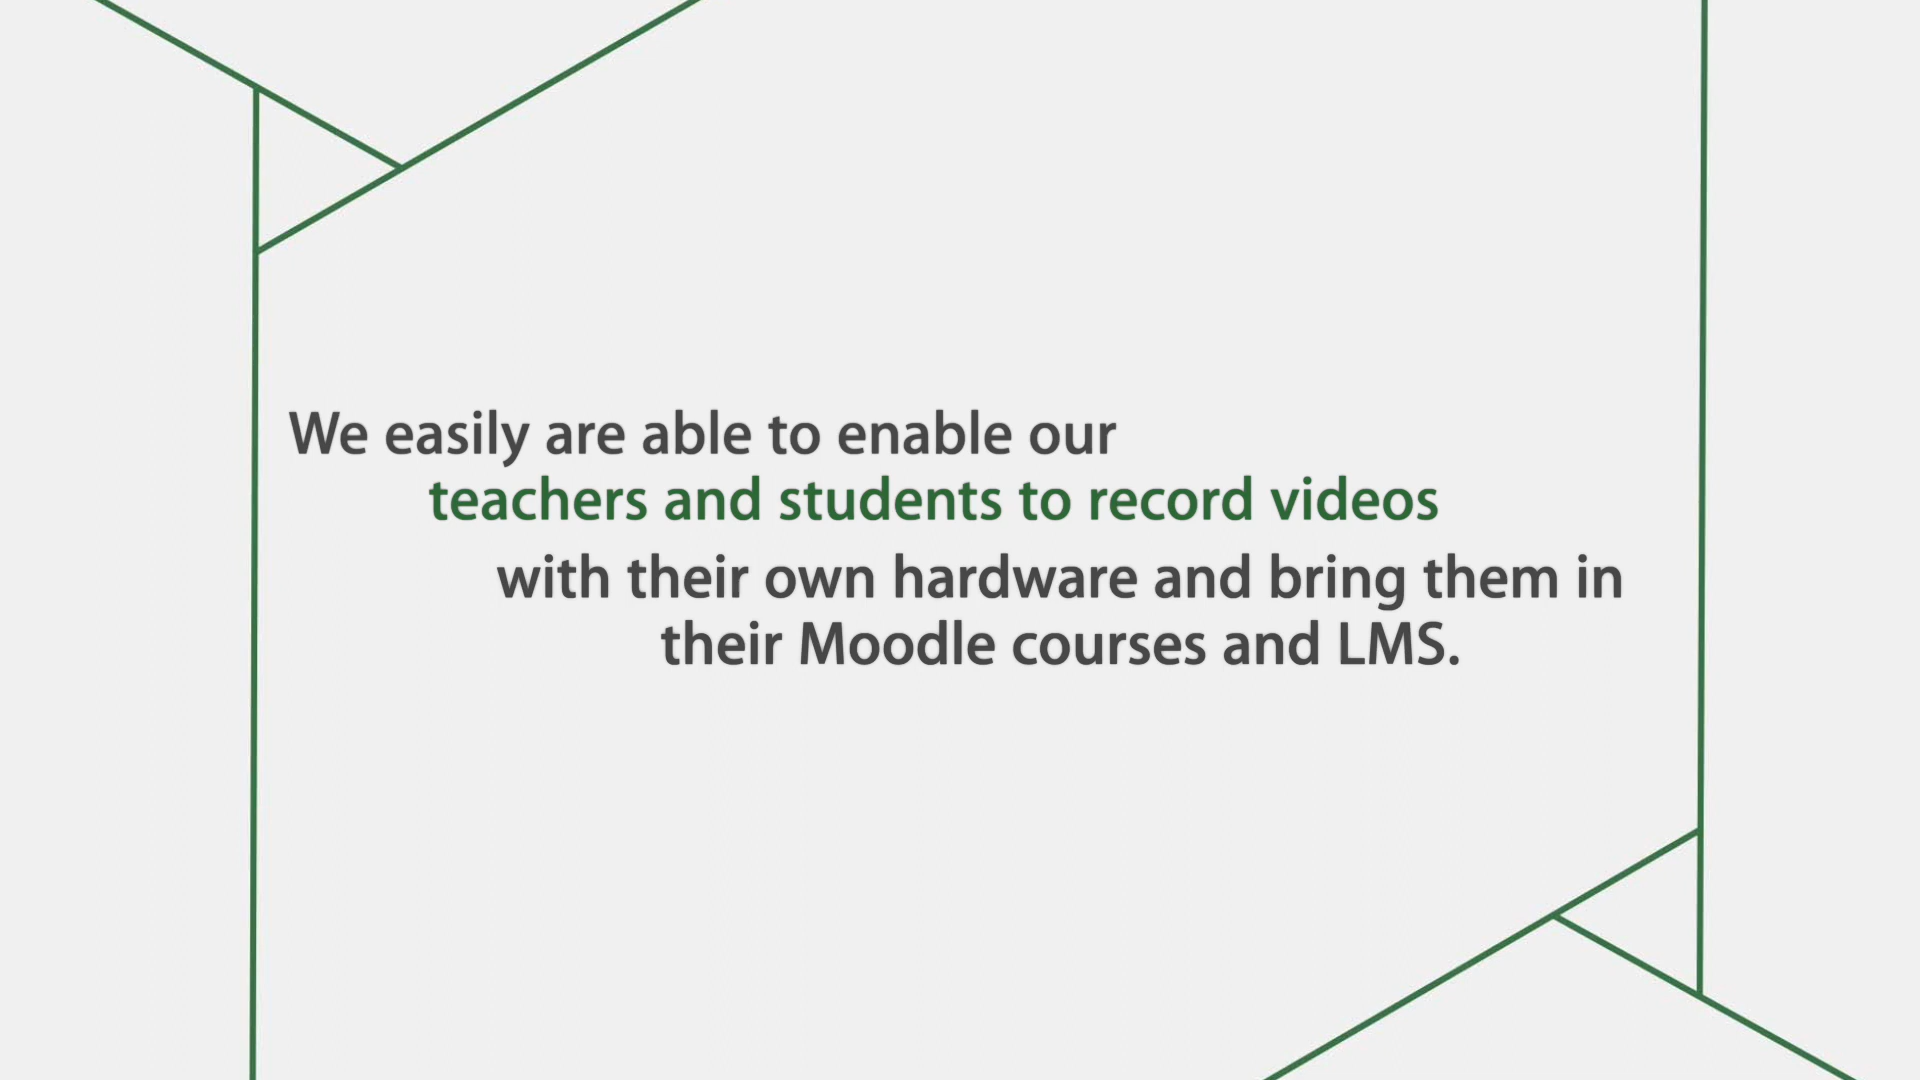 We easily are able to enable our
teachers and students to record videos
with their own hardware and bring them in
their Moodle courses and LMS.